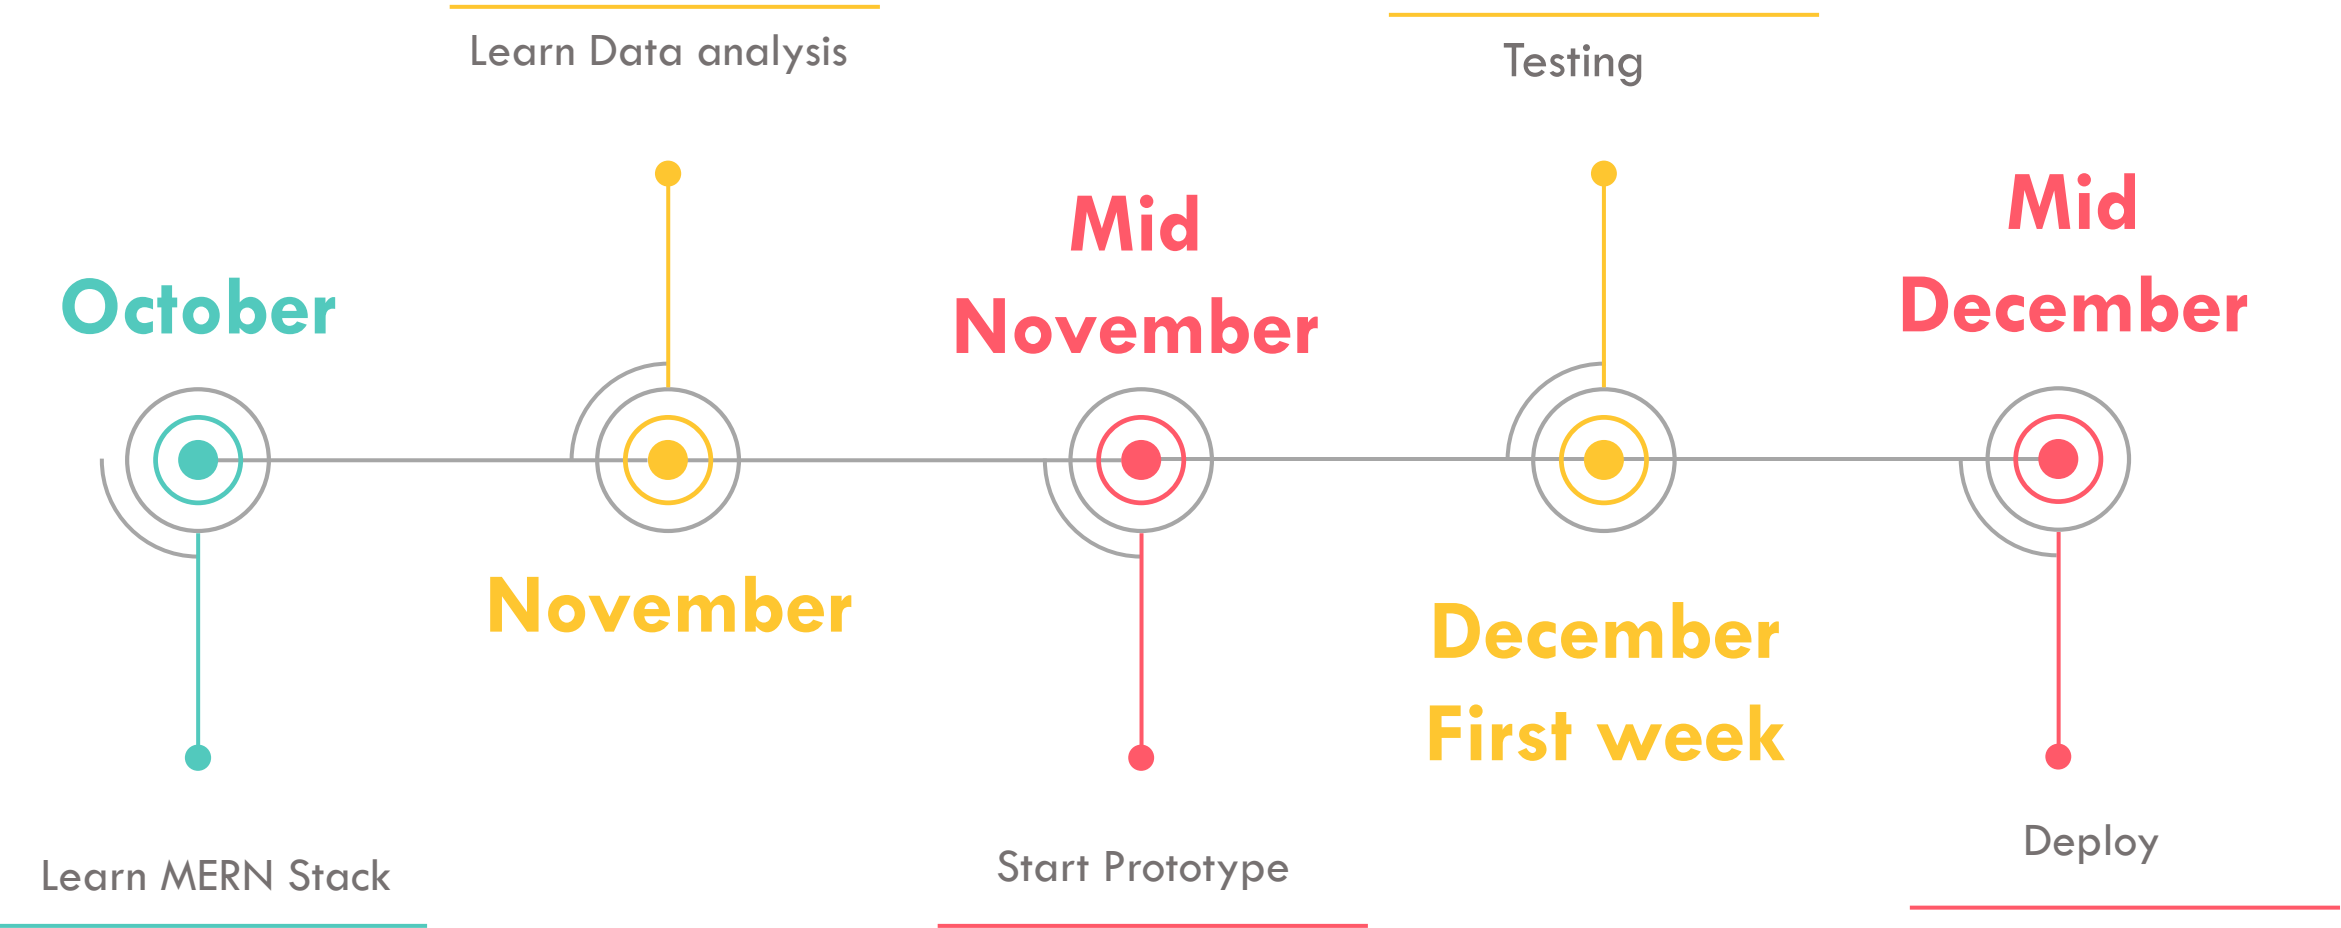 Learn Data analysis
Testing
October
Mid
November
Mid
December
November
December
First week
Learn MERN Stack
Start Prototype
Deploy